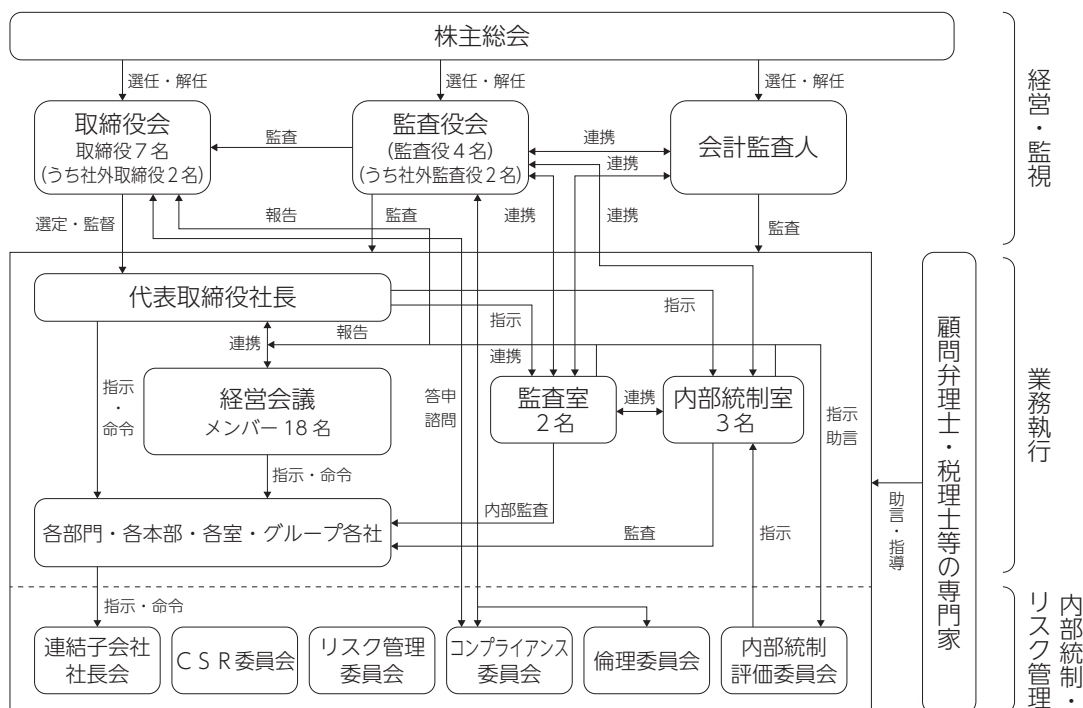 株主総会
選任・解任
選任・解任
選任・解任
取締役会
取締役７名
(うち社外取締役２名)
監査
監査役会
(監査役４名)
(うち社外監査役２名)
連携
連携
会計監査人
選定・監督
報告
監査
連携
連携
監査
代表取締役社長
指示
指示
連携
報告
連携
指示
・
命令
経営会議
メンバー 18 名
答申
諮問
監査室
２名
連携
内部統制室
３名
指示
助言
指示・命令
内部監査
監査
指示
各部門・各本部・各室・グループ各社
指示・命令
連結子会社
社長会
ＣＳＲ委員会
リスク管理
委員会
コンプライアンス
委員会
倫理委員会
内部統制
評価委員会
助言・指導
顧問弁理士・税理士等の専門家
経営・監視
業務執行
内部統制・
リスク管理